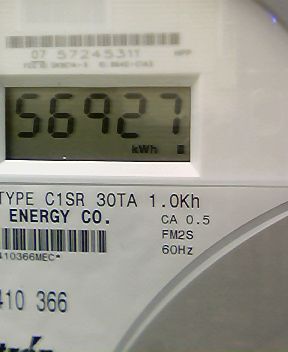 07 57245311
56927
kWh
TYPE C1SR 30TA 1.0Kh
ENERGY CO.
CA 0.5
FM2S
60Hz
410366MEC*
410 366